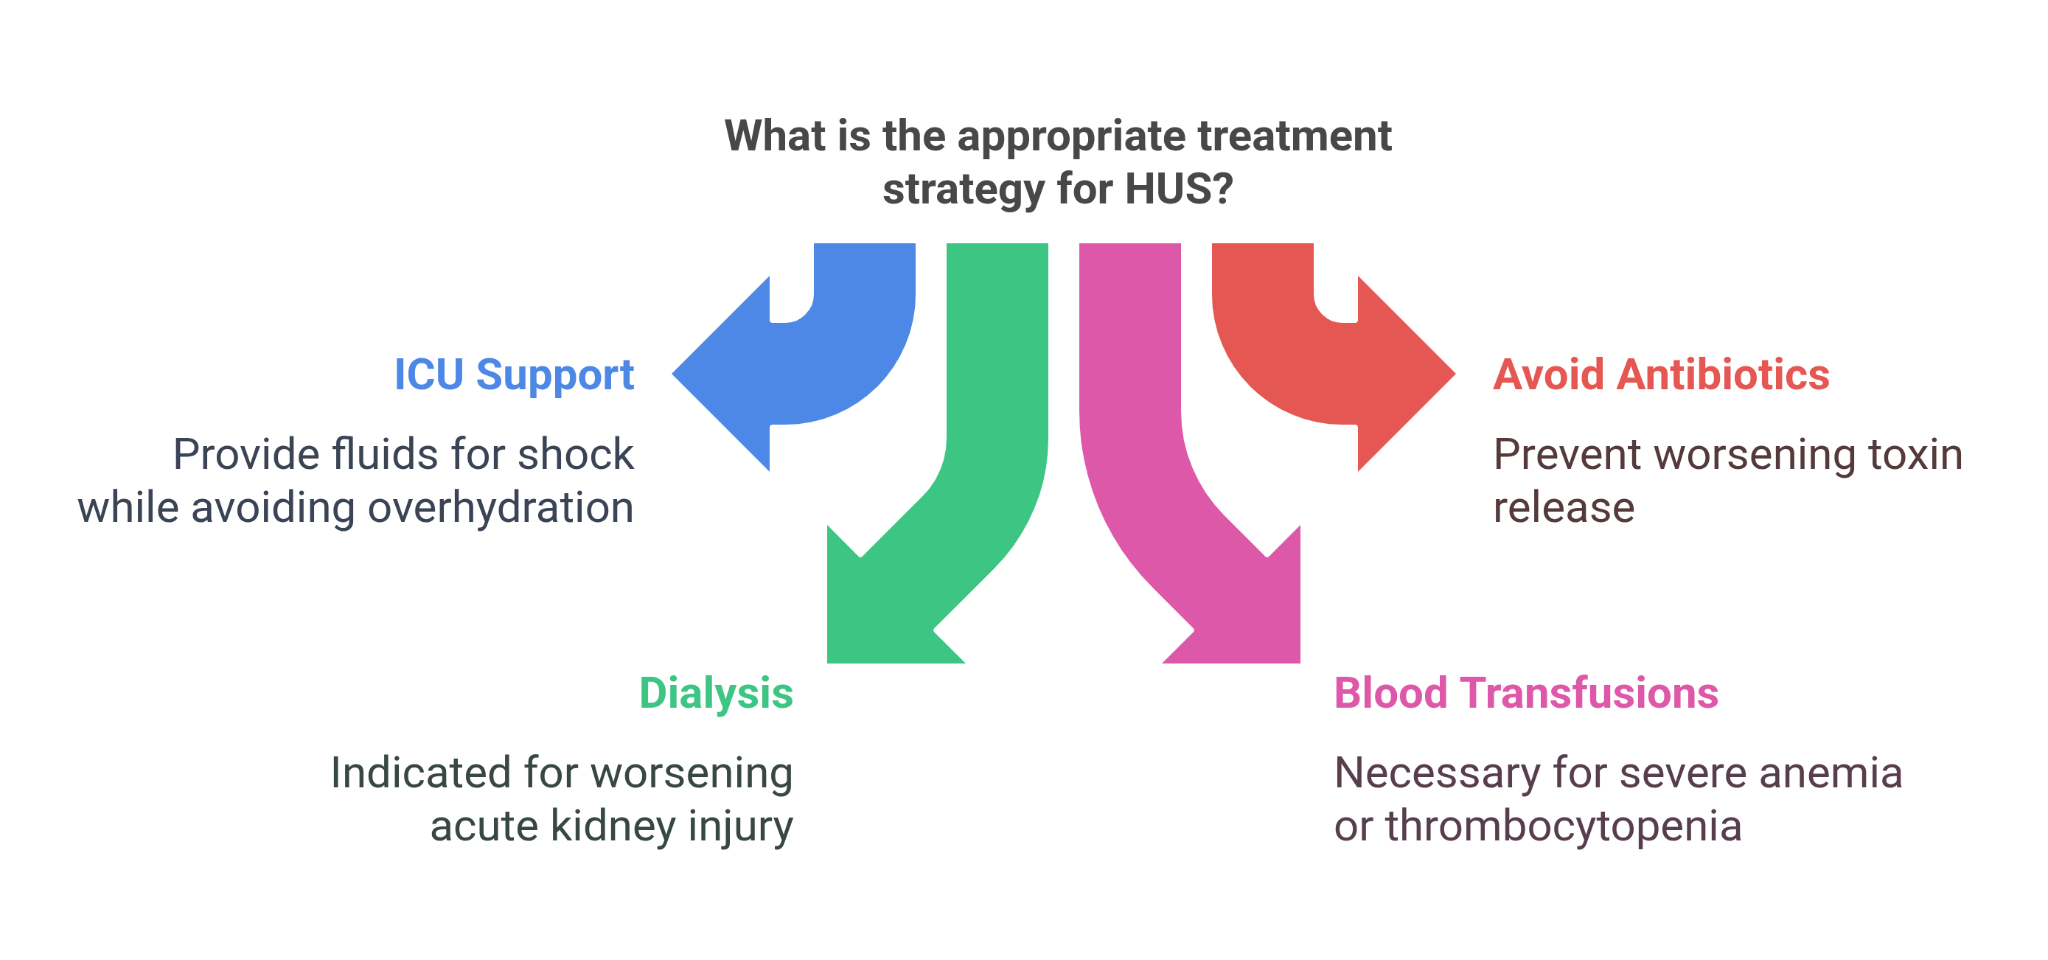 What is the appropriate treatment
strategy for HUS?
ICU Support
Provide fluids for shock
while avoiding overhydration
Avoid Antibiotics
Prevent worsening toxin
release
Dialysis
Indicated for worsening
acute kidney injury
Blood Transfusions
Necessary for severe anemia
or thrombocytopenia